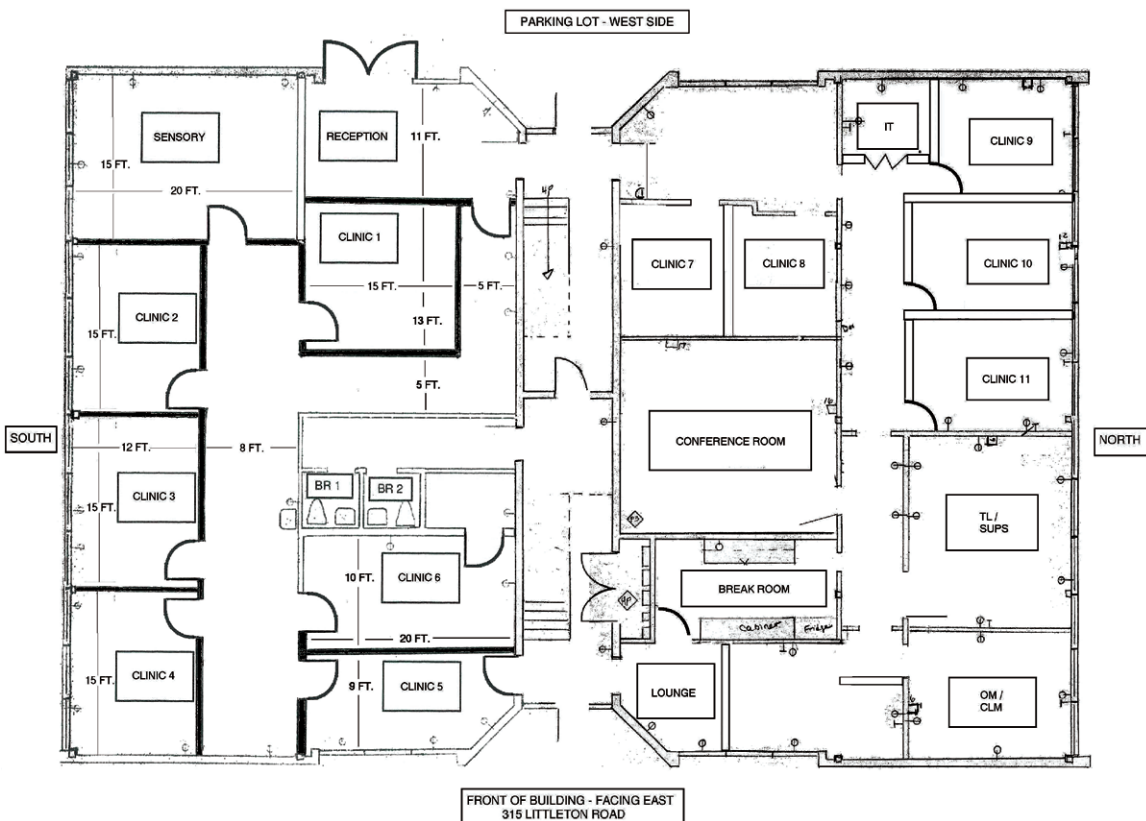 PARKING LOT - WEST SIDE
SENSORY
15 FT.
20 FT.
RECEPTION
11 FT.
IT
CLINIC 9
CLINIC 1
15 FT.
5 FT.
13 FT.
UP
CLINIC 7
CLINIC 8
CLINIC 10
CLINIC 2
15 FT.
5 FT.
CLINIC 11
SOUTH
12 FT.
8 FT.
CONFERENCE ROOM
NORTH
CLINIC 3
15 FT.
BR 1
BR 2
TL /
SUPS
10 FT.
CLINIC 6
BREAK ROOM
20 FT.
Cabinet
Fridge
CLINIC 4
15 FT.
9 FT.
CLINIC 5
LOUNGE
OM /
CLM
FRONT OF BUILDING - FACING EAST
315 LITTLETON ROAD